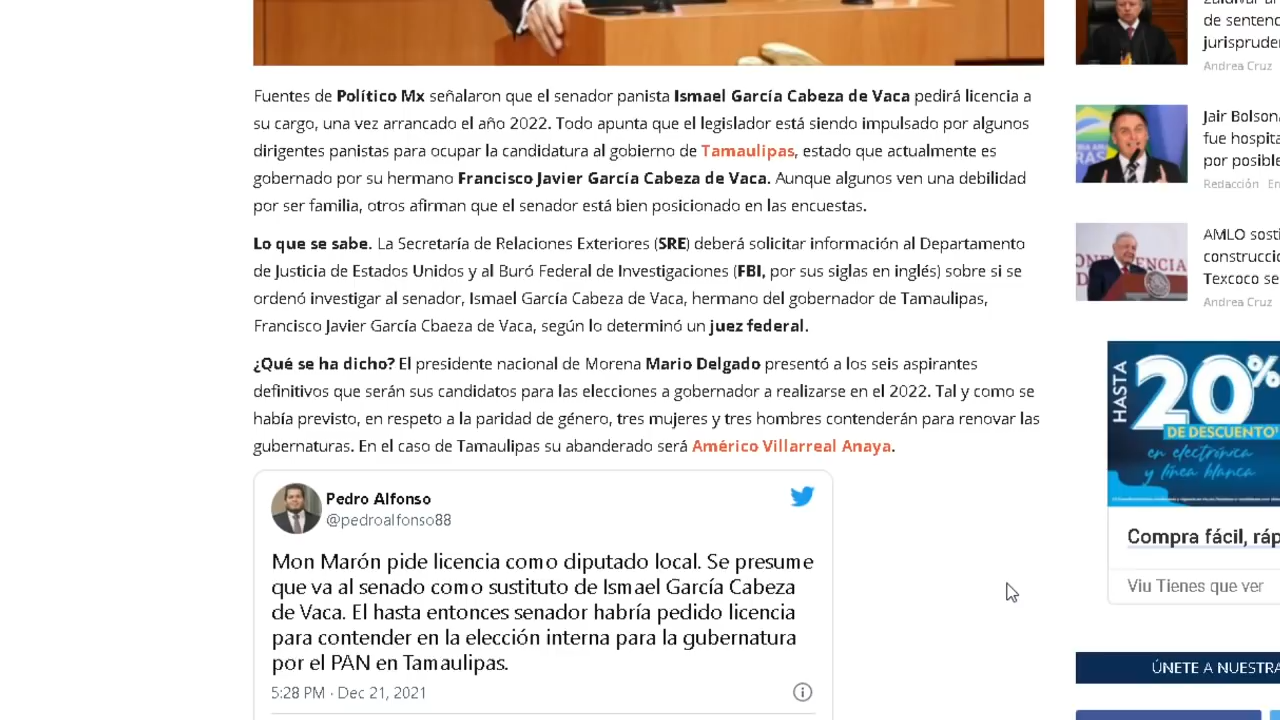 Fuentes de Político Mx señalaron que el senador panista Ismael García Cabeza de Vaca pedirá licencia a
su cargo, una vez arrancado el año 2022. Todo apunta que el legislador está siendo impulsado por algunos
dirigentes panistas para ocupar la candidatura al gobierno de Tamaulipas, estado que actualmente es
gobernado por su hermano Francisco Javier García Cabeza de Vaca. Aunque algunos ven una debilidad
por ser familia, otros afirman que el senador está bien posicionado en las encuestas.
Lo que se sabe. La Secretaría de Relaciones Exteriores (SRE) deberá solicitar información al Departamento
de Justicia de Estados Unidos y al Buró Federal de Investigaciones (FBI, por sus siglas en inglés) sobre si se
ordenó investigar al senador, Ismael García Cabeza de Vaca, hermano del gobernador de Tamaulipas,
Francisco Javier García Cbaeza de Vaca, según lo determinó un juez federal.
¿Qué se ha dicho? El presidente nacional de Morena Mario Delgado presentó a los seis aspirantes
definitivos que serán sus candidatos para las elecciones a gobernador a realizarse en el 2022. Tal y como se
había previsto, en respeto a la paridad de género, tres mujeres y tres hombres contenderán para renovar las
gubernaturas. En el caso de Tamaulipas su abanderado será Américo Villarreal Anaya.
Pedro Alfonso
@pedroalfonso88
Mon Marón pide licencia como diputado local. Se presume
que va al senado como sustituto de Ismael García Cabeza
de Vaca. El hasta entonces senador habría pedido licencia
para contender en la elección interna para la gubernatura
por el PAN en Tamaulipas.
5:28 PM · Dec 21, 2021
de sentenc
jurispruder
Andrea Cruz
Jair Bolson
fue hospita
por posible
Redacción En
AMLO sosti
construcció
Texcoco se
Andrea Cruz
HASTA
20%
DE DESCUENTO
en electrónica
y línea blanca
Compra fácil, ráp
Viu Tienes que ver
ÚNETE A NUESTRA